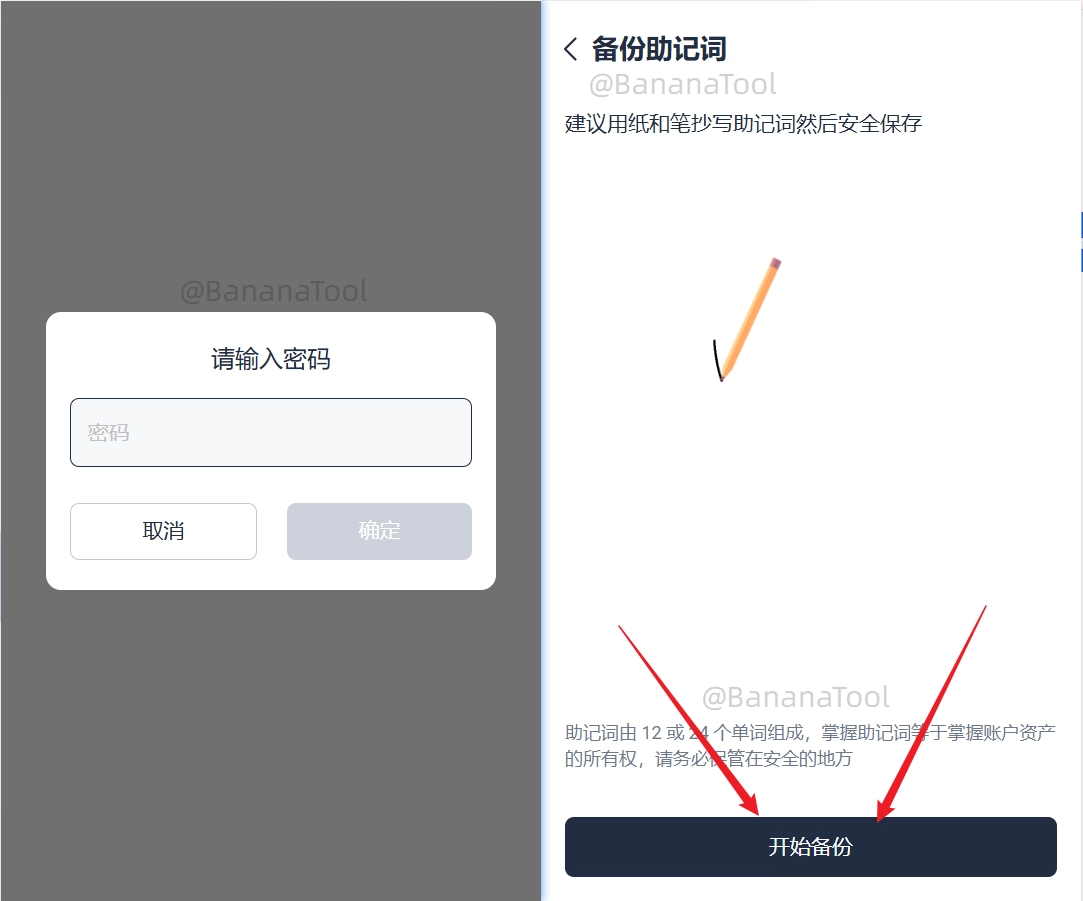 @BananaTool
请输入密码
密码
取消
确定
备份助记词
@BananaTool
建议用纸和笔抄写助记词然后安全保存
@BananaTool
助记词由 12 或 24 个单词组成，掌握助记词等于掌握账户资产
的所有权，请务必保管在安全的地方
开始备份